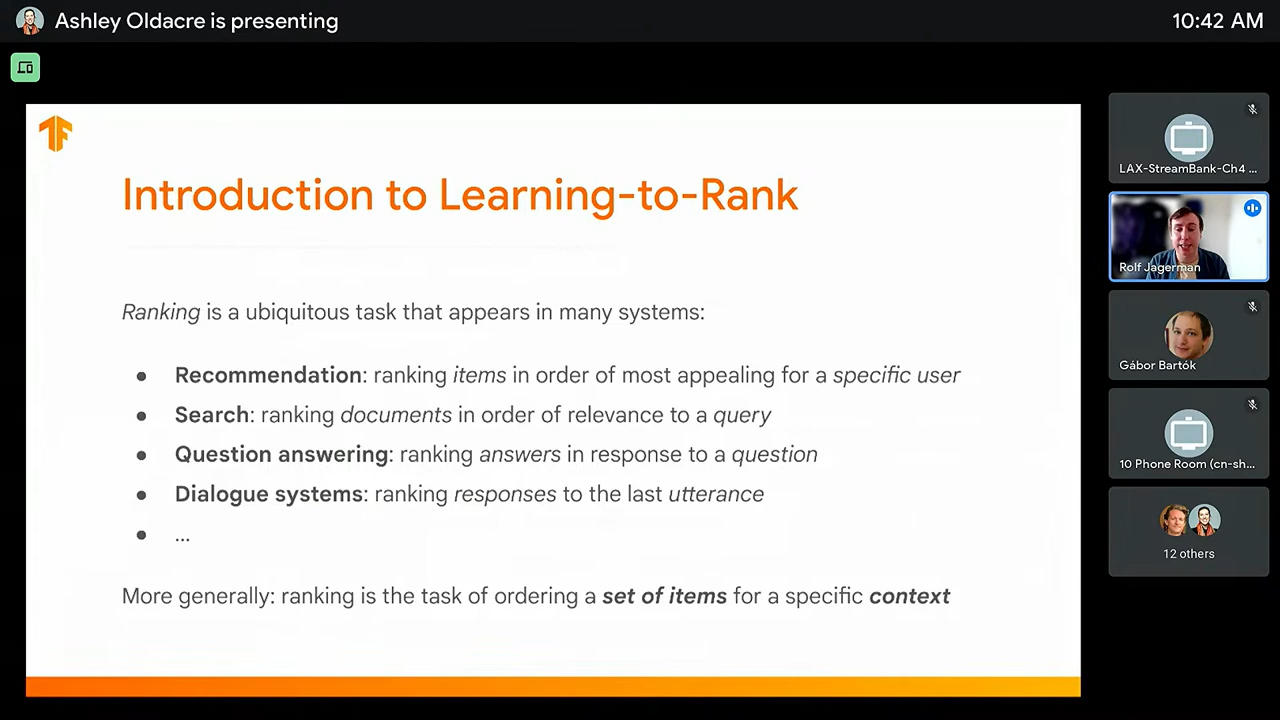 Ashley Oldacre is presenting
10:42 AM
Introduction to Learning-to-Rank
Ranking is a ubiquitous task that appears in many systems:
● Recommendation: ranking items in order of most appealing for a specific user
● Search: ranking documents in order of relevance to a query
● Question answering: ranking answers in response to a question
● Dialogue systems: ranking responses to the last utterance
● ...
More generally: ranking is the task of ordering a set of items for a specific context
LAX-StreamBank-Ch4 ...
Rolf Jagerman
Gábor Bartók
10 Phone Room (cn-sh...
12 others